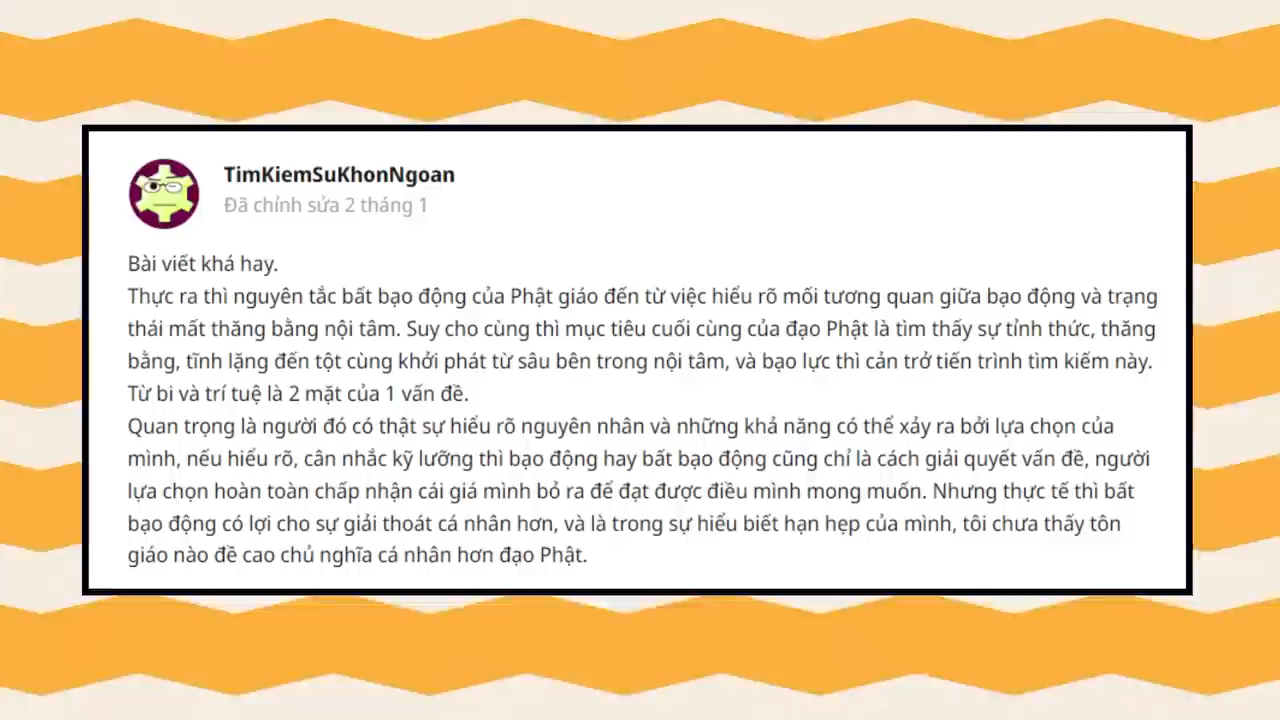 TimKiemSuKhonNgoan
Đã chỉnh sửa 2 tháng 1
Bài viết khá hay.
Thực ra thì nguyên tắc bất bạo động của Phật giáo đến từ việc hiểu rõ mối tương quan giữa bạo động và trạng
thái mất thăng bằng nội tâm. Suy cho cùng thì mục tiêu cuối cùng của đạo Phật là tìm thấy sự tỉnh thức, thăng
bằng, tĩnh lặng đến tột cùng khởi phát từ sâu bên trong nội tâm, và bạo lực thì cản trở tiến trình tìm kiếm này.
Từ bi và trí tuệ là 2 mặt của 1 vấn đề.
Quan trọng là người đó có thật sự hiểu rõ nguyên nhân và những khả năng có thể xảy ra bởi lựa chọn của
mình, nếu hiểu rõ, cân nhắc kỹ lưỡng thì bạo động hay bất bạo động cũng chỉ là cách giải quyết vấn đề, người
lựa chọn hoàn toàn chấp nhận cái giá mình bỏ ra để đạt được điều mình mong muốn. Nhưng thực tế thì bất
bạo động có lợi cho sự giải thoát cá nhân hơn, và là trong sự hiểu biết hạn hẹp của mình, tôi chưa thấy tôn
giáo nào đề cao chủ nghĩa cá nhân hơn đạo Phật.